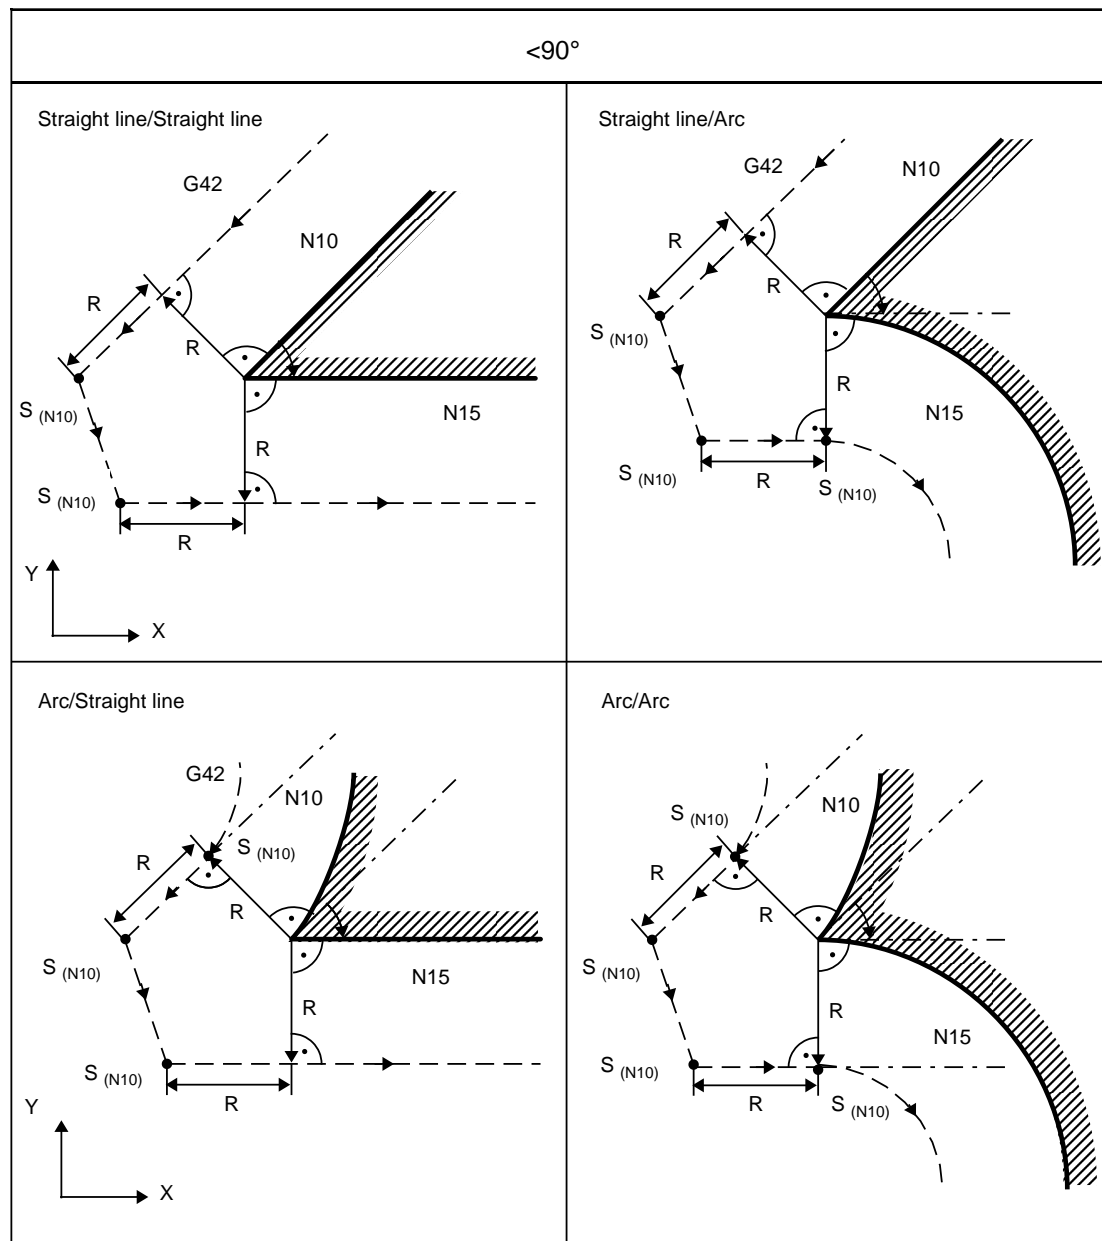 <90°
Straight line/Straight line
G42
N10
R
R
S (N10)
N15
R
S (N10)
R
Y
X
Straight line/Arc
G42
N10
R
R
S (N10)
R
N15
S (N10)
R
S (N10)
Arc/Straight line
G42
N10
S (N10)
R
R
S (N10)
N15
R
S (N10)
R
Y
X
Arc/Arc
N10
S (N10)
R
R
S (N10)
R
N15
S (N10)
R
S (N10)